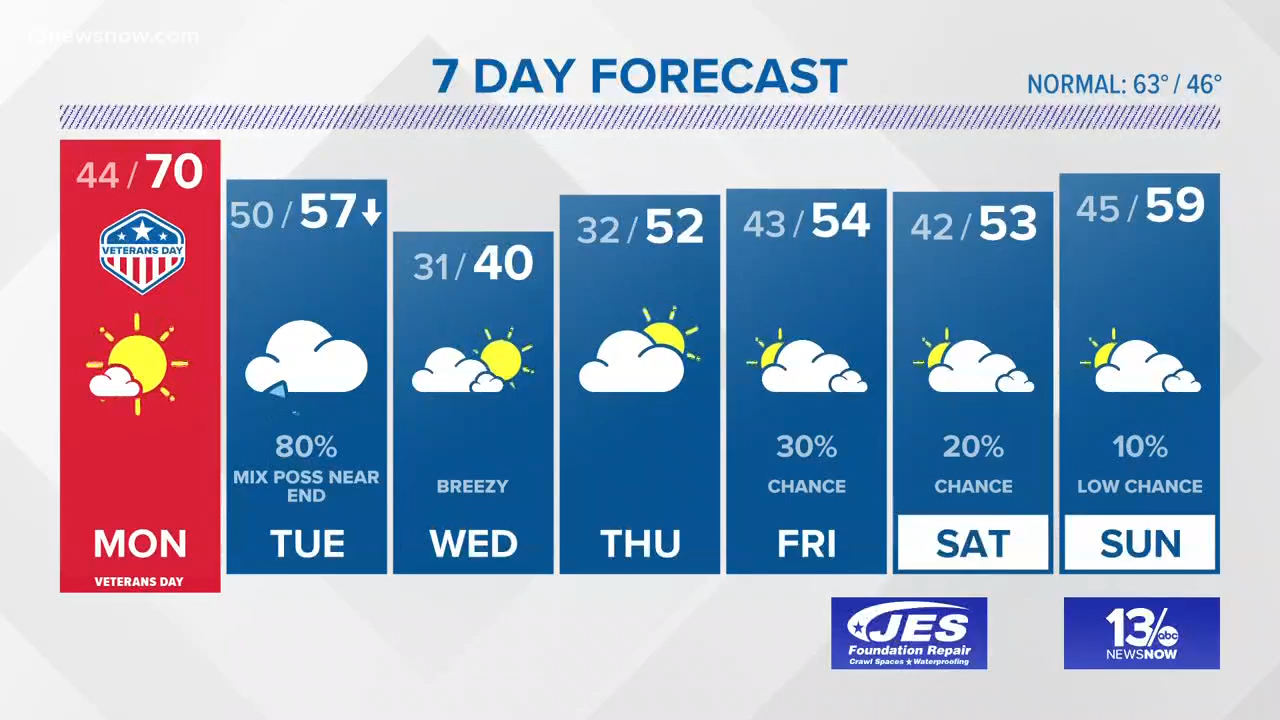 13newsnow.com
7 DAY FORECAST
NORMAL: 63° / 46°
44 / 70
VETERANS DAY
MON
VETERANS DAY
50 / 57
80%
MIX POSS NEAR
END
TUE
31 / 40
BREEZY
WED
32 / 52
THU
43 / 54
30%
CHANCE
FRI
42 / 53
20%
CHANCE
SAT
45 / 59
10%
LOW CHANCE
SUN
JES
Foundation Repair
Crawl Spaces ★ Waterproofing
13 abc
NEWSNOW